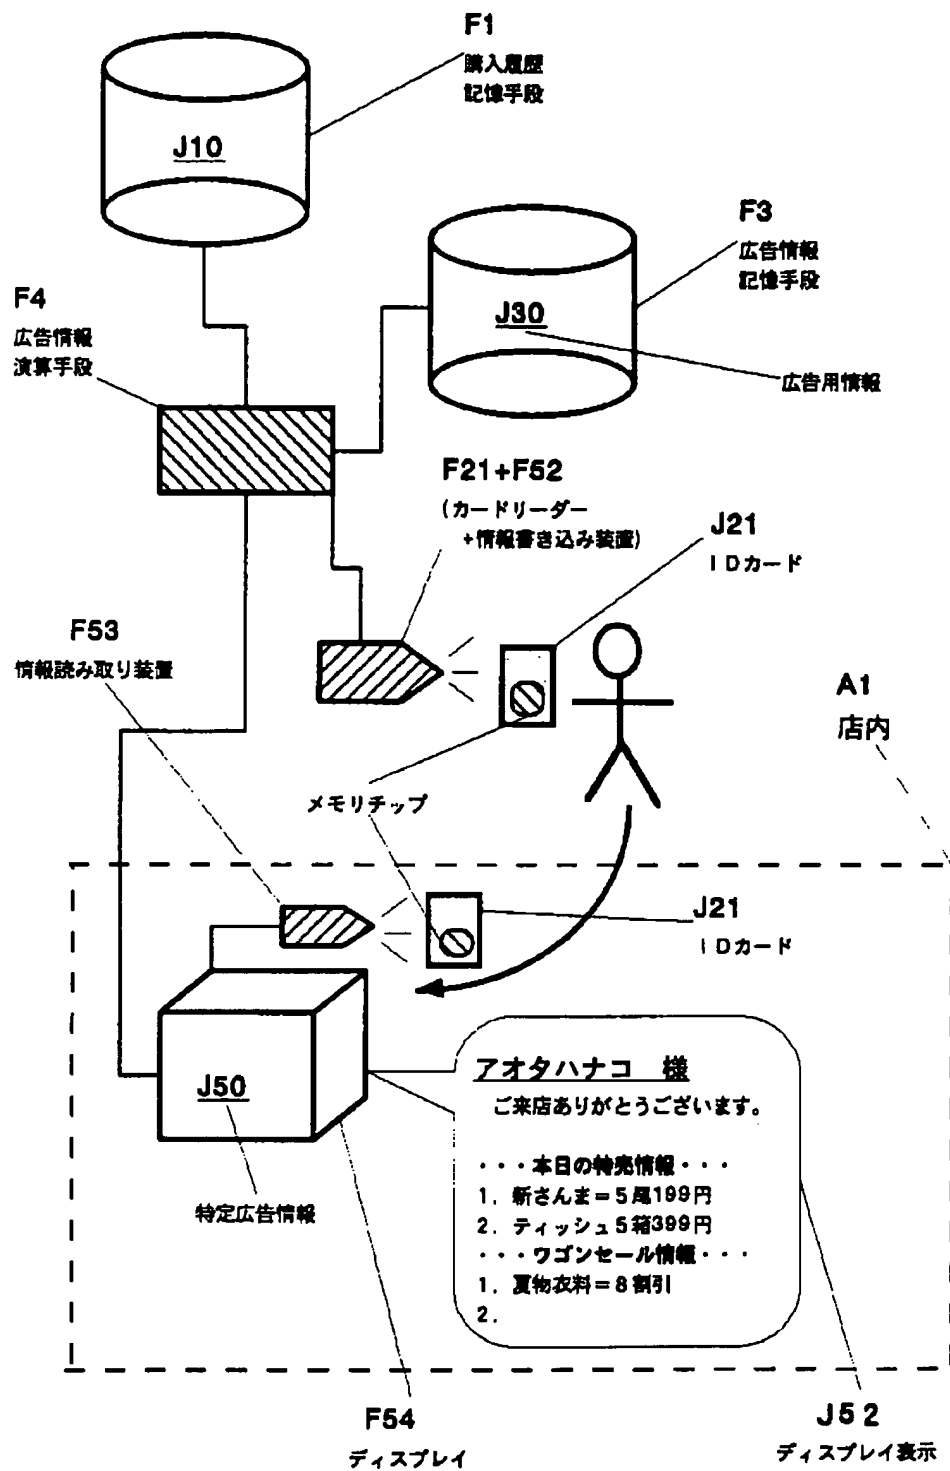 F1
購入履歴
記憶手段
J10
F3
広告情報
記憶手段
F4
広告情報
演算手段
J30
広告用情報
F21+F52
(カードリーダー
+情報書き込み装置)
J21
IDカード
F53
情報読み取り装置
A1
店内
メモリチップ
J21
IDカード
J50
特定広告情報
アオタハナコ 様
ご来店ありがとうございます。
・・・本日の特売情報・・・
1. 新さんま=5尾199円
2. ティッシュ5箱399円
・・・ワゴンセール情報・・・
1. 夏物衣料=8割引
2.
F54
ディスプレイ
J52
ディスプレイ表示